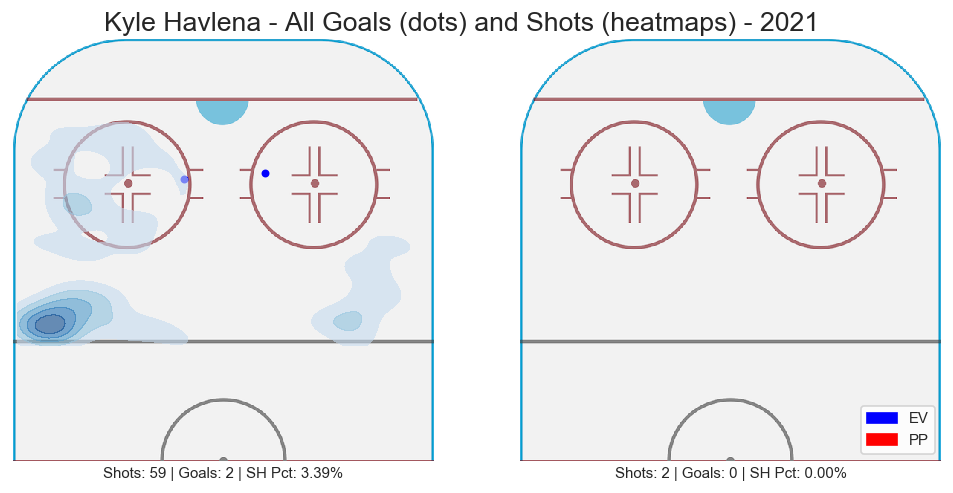 Kyle Havlena - All Goals (dots) and Shots (heatmaps) - 2021
EV
PP
Shots: 59 | Goals: 2 | SH Pct: 3.39%
Shots: 2 | Goals: 0 | SH Pct: 0.00%